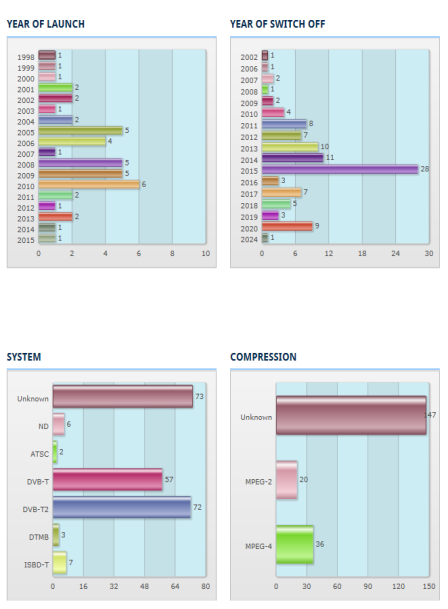 YEAR OF LAUNCH
1998 1
1999 1
2000 1
2001 2
2002 2
2003 1
2004 2
2005 5
2006 4
2007 1
2008 5
2009 5
2010 6
2011 2
2012 1
2013 2
2014 1
2015 1
0 2 4 6 8 10
YEAR OF SWITCH OFF
2002 1
2006 1
2007 2
2008 1
2009 2
2010 4
2011 8
2012 7
2013 10
2014 11
2015 28
2016 3
2017 7
2018 5
2019 3
2020 9
2024 1
0 6 12 18 24 30
SYSTEM
Unknown 73
ND 6
ATSC 2
DVB-T 57
DVB-T2 72
DTMB 3
ISBD-T 7
0 16 32 48 64 80
COMPRESSION
Unknown 147
MPEG-2 20
MPEG-4 36
0 30 60 90 120 150